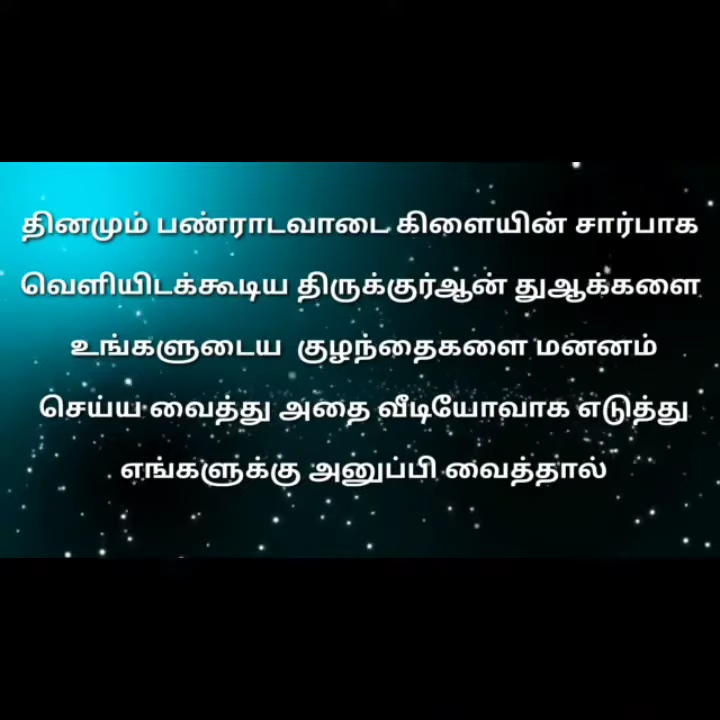 தினமும் பண்ராடவாடை கிளையின் சார்பாக
வெளியிடக்கூடிய திருக்குர்ஆன் துஆக்களை
உங்களுடைய குழந்தைகளை மனனம்
செய்ய வைத்து அதை வீடியோவாக எடுத்து
எங்களுக்கு அனுப்பி வைத்தால்